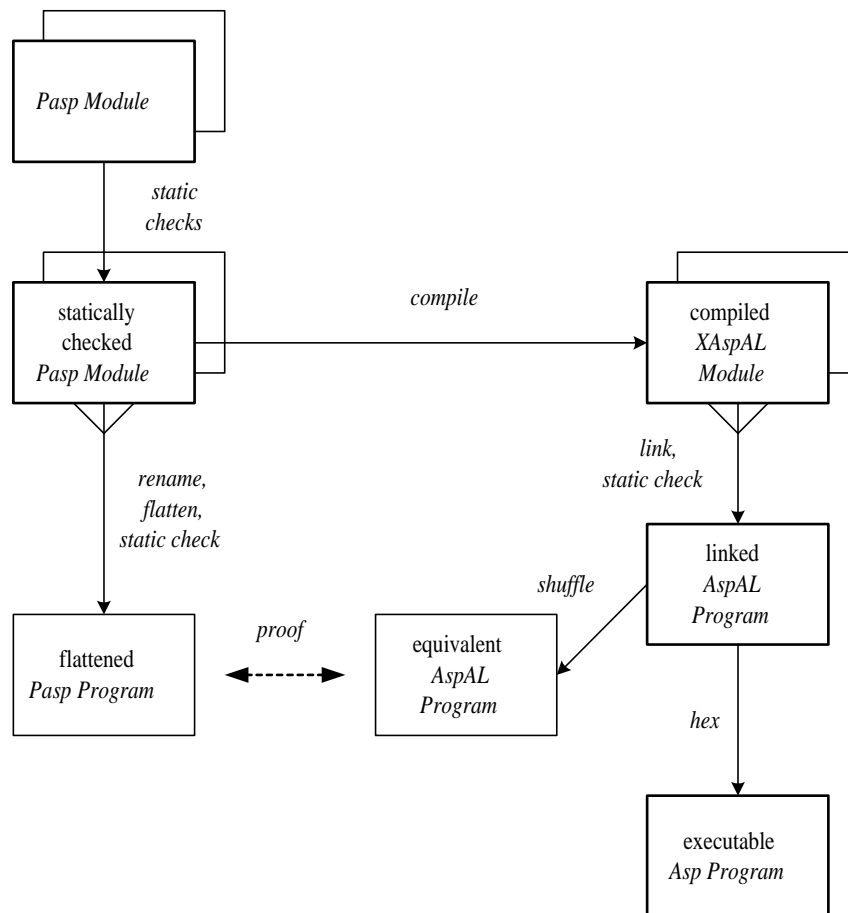 Pasp Module
static
checks
statically
checked
Pasp Module
compile
compiled
XAspAL
Module
rename,
flatten,
static check
link,
static check
linked
AspAL
Program
shuffle
flattened
Pasp Program
proof
equivalent
AspAL
Program
hex
executable
Asp Program